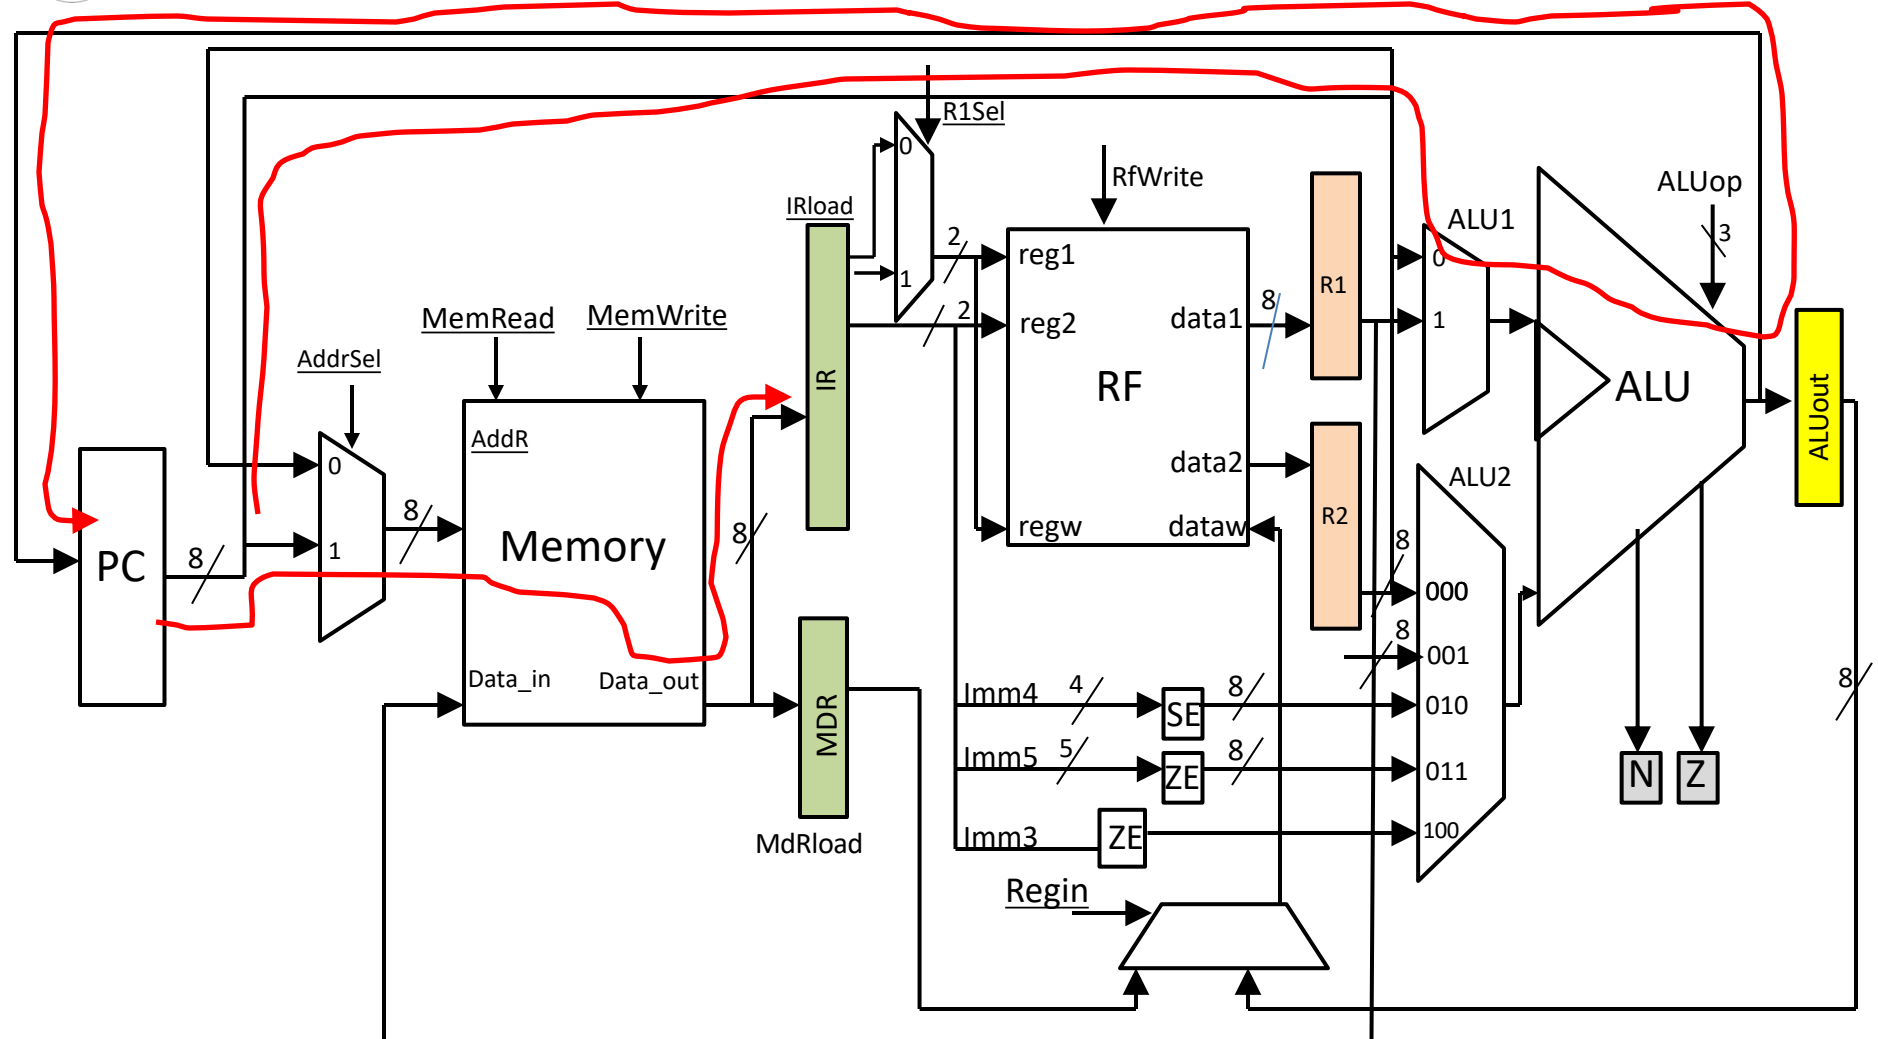 R1Sel
0
1
RfWrite
ALUop
3
ALU1
0
1
IRload
IR
2
2
reg1
reg2
regw
data1
data2
dataw
RF
8
R1
R2
ALU
ALUout
MemRead
MemWrite
AddrSel
0
1
8
AddR
Memory
Data_in
Data_out
8
PC
8
MDR
MdRload
ALU2
8
000
8
001
010
011
100
Imm4
4
SE
8
Imm5
5
ZE
8
Imm3
ZE
N
Z
8
Regin